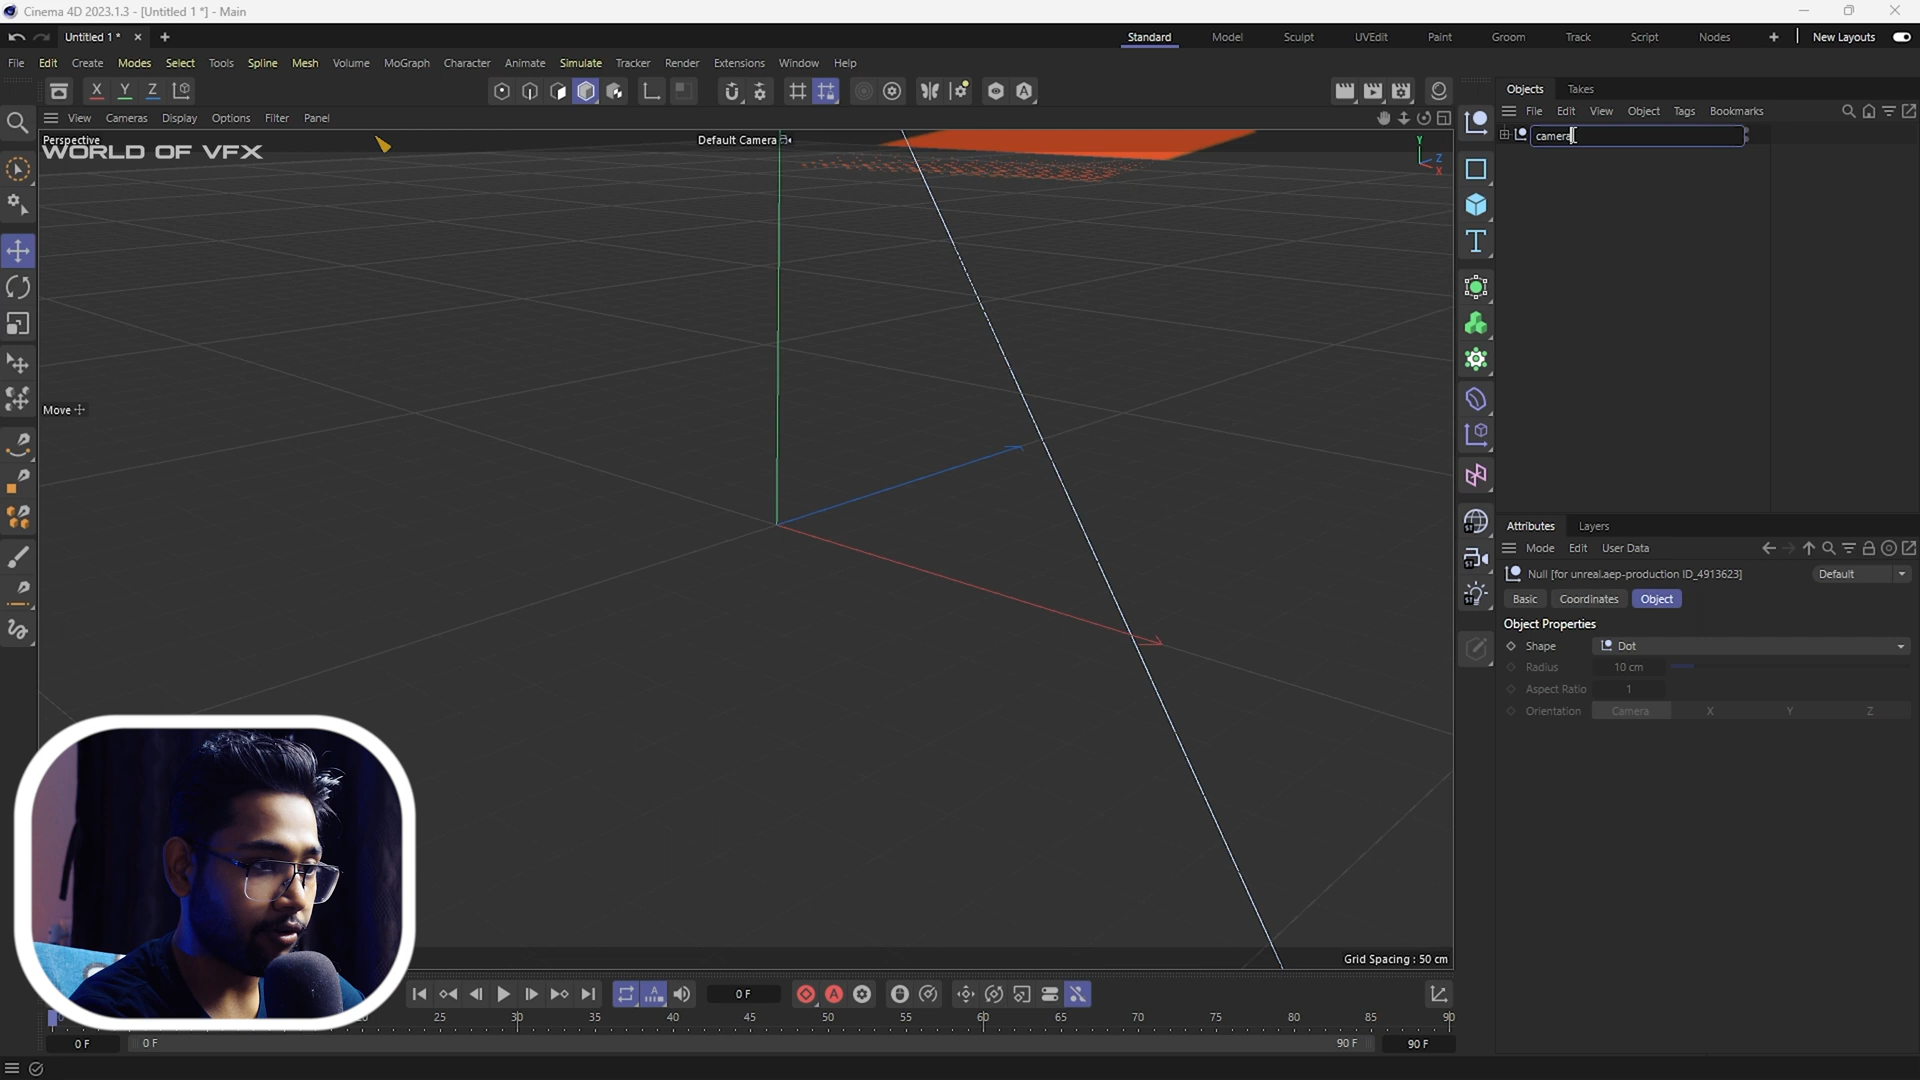 Cinema 4D 2023.1.3 - [Untitled 1 *] - Main
Untitled 1 *
Standard Model Sculpt UVEdit Paint Groom Track Script Nodes New Layouts
File Edit Create Modes Select Tools Spline Mesh Volume MoGraph Character Animate Simulate Tracker Render Extensions Window Help
X Y Z
Objects Takes
View Cameras Display Options Filter Panel
File Edit View Object Tags Bookmarks
Perspective
Default Camera
WORLD OF VFX
Y
Z
X
camera
Move
Attributes Layers
Mode Edit User Data
Null [for unreal.aep-production ID_4913623]
Default
Basic Coordinates Object
Object Properties
Shape Dot
Radius 10 cm
Aspect Ratio 1
Orientation Camera X Y Z
Grid Spacing : 50 cm
0 F
25 30 35 40 45 50 55 60 65 70 75 80 85 90
0 F 0 F 90 F 90 F